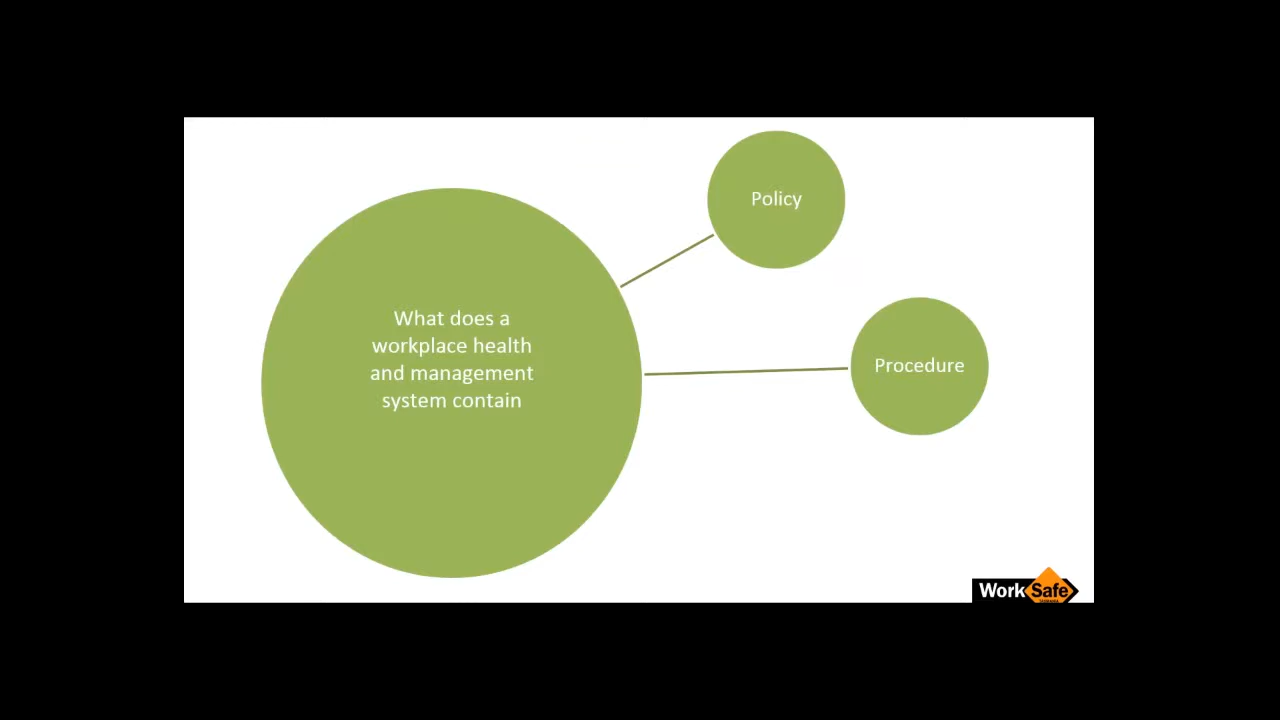 Policy
What does a
workplace health
and management
system contain
Procedure
WorkSafe